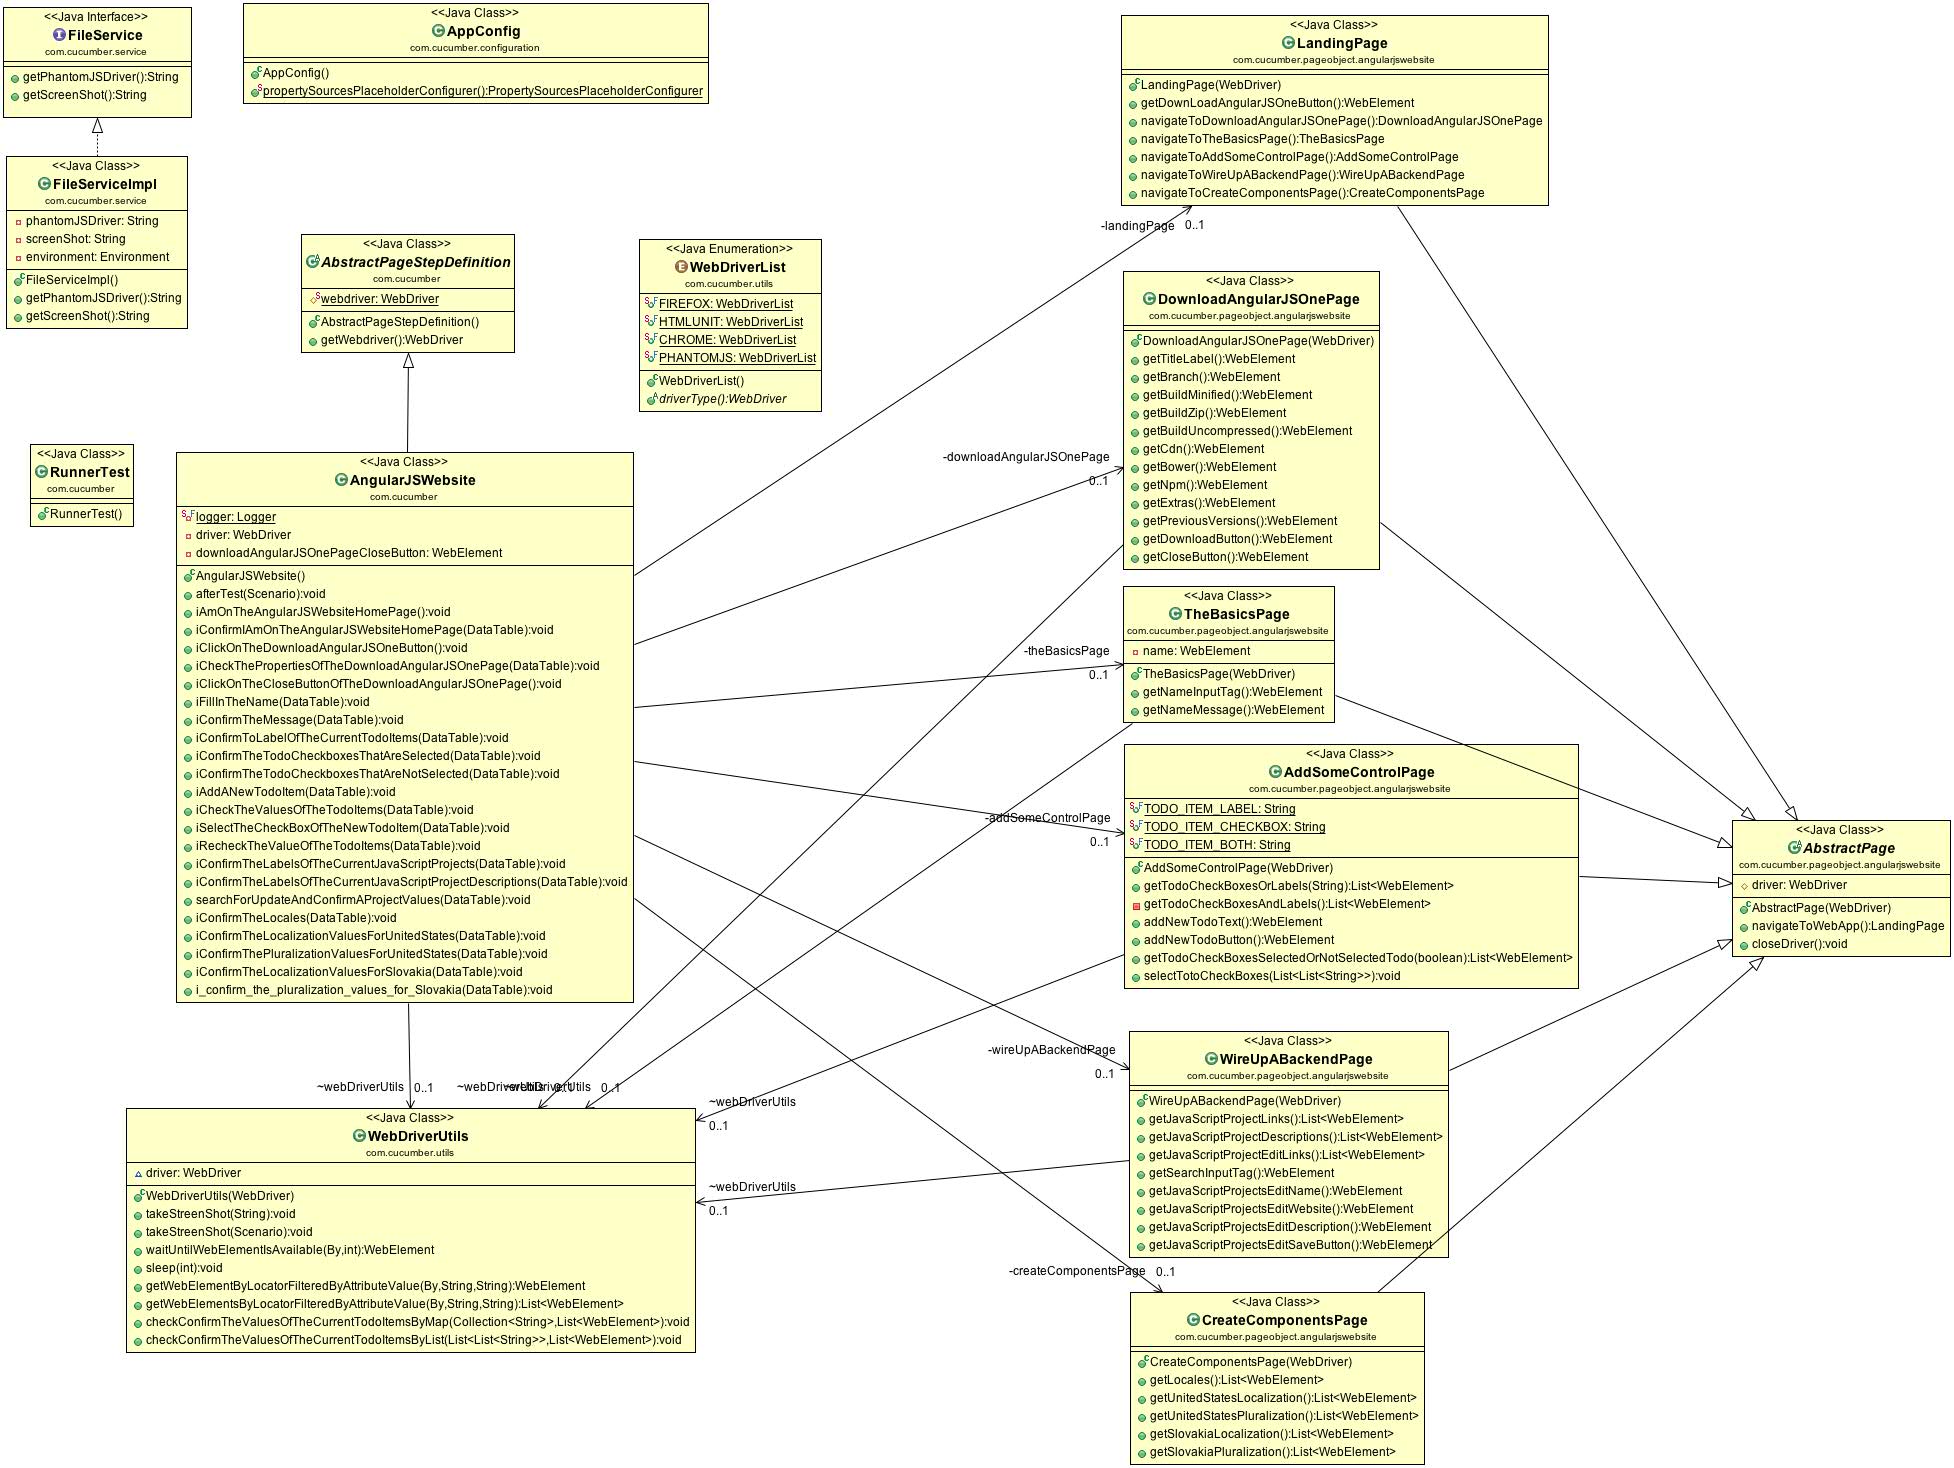 <<Java Interface>>
FileService
com.cucumber.service
getPhantomJSDriver():String
getScreenShot():String
<<Java Class>>
AppConfig
com.cucumber.configuration
AppConfig()
propertySourcesPlaceholderConfigurer():PropertySourcesPlaceholderConfigurer
<<Java Class>>
FileServiceImpl
com.cucumber.service
phantomJSDriver: String
screenShot: String
environment: Environment
FileServiceImpl()
getPhantomJSDriver():String
getScreenShot():String
<<Java Class>>
AbstractPageStepDefinition
com.cucumber
webdriver: WebDriver
AbstractPageStepDefinition()
getWebdriver():WebDriver
<<Java Enumeration>>
WebDriverList
com.cucumber.utils
FIREFOX: WebDriverList
HTMLUNIT: WebDriverList
CHROME: WebDriverList
PHANTOMJS: WebDriverList
WebDriverList()
driverType():WebDriver
<<Java Class>>
RunnerTest
com.cucumber
RunnerTest()
<<Java Class>>
AngularJSWebsite
com.cucumber
logger: Logger
driver: WebDriver
downloadAngularJSOnePageCloseButton: WebElement
AngularJSWebsite()
afterTest(Scenario):void
iAmOnTheAngularJSWebsiteHomePage():void
iConfirmIAmOnTheAngularJSWebsiteHomePage(DataTable):void
iClickOnTheDownloadAngularJSOneButton():void
iCheckThePropertiesOfTheDownloadAngularJSOnePage(DataTable):void
iClickOnTheCloseButtonOfTheDownloadAngularJSOnePage():void
iFillInTheName(DataTable):void
iConfirmTheMessage(DataTable):void
iConfirmToLabelOfTheCurrentTodoItems(DataTable):void
iConfirmTheTodoCheckboxesThatAreSelected(DataTable):void
iConfirmTheTodoCheckboxesThatAreNotSelected(DataTable):void
iAddANewTodoItem(DataTable):void
iCheckTheValuesOfTheTodoItems(DataTable):void
iSelectTheCheckBoxOfTheNewTodoItem(DataTable):void
iRecheckTheValueOfTheTodoItems(DataTable):void
iConfirmTheLabelsOfTheCurrentJavaScriptProjects(DataTable):void
iConfirmTheLabelsOfTheCurrentJavaScriptProjectDescriptions(DataTable):void
searchForUpdateAndConfirmAProjectValues(DataTable):void
iConfirmTheLocales(DataTable):void
iConfirmTheLocalizationValuesForUnitedStates(DataTable):void
iConfirmThePluralizationValuesForUnitedStates(DataTable):void
iConfirmTheLocalizationValuesForSlovakia(DataTable):void
i_confirm_the_pluralization_values_for_Slovakia(DataTable):void
~webDriverUtils 0..1
~webDriverUtils 0..1
~webDriverUtils 0..1
<<Java Class>>
WebDriverUtils
com.cucumber.utils
driver: WebDriver
WebDriverUtils(WebDriver)
takeStreenShot(String):void
takeStreenShot(Scenario):void
waitUntilWebElementIsAvailable(By,int):WebElement
sleep(int):void
getWebElementByLocatorFilteredByAttributeValue(By,String,String):WebElement
getWebElementsByLocatorFilteredByAttributeValue(By,String,String):List<WebElement>
checkConfirmTheValuesOfTheCurrentTodoItemsByMap(Collection<String>,List<WebElement>):void
checkConfirmTheValuesOfTheCurrentTodoItemsByList(List<List<String>>,List<WebElement>):void
~webDriverUtils
0..1
~webDriverUtils
0..1
<<Java Class>>
LandingPage
com.cucumber.pageobject.angularjswebsite
LandingPage(WebDriver)
getDownLoadAngularJSOneButton:WebElement
navigateToDownloadAngularJSOnePage():DownloadAngularJSOnePage
navigateToTheBasicsPage():TheBasicsPage
navigateToAddSomeControlPage():AddSomeControlPage
navigateToWireUpABackendPage():WireUpABackendPage
navigateToCreateComponentsPage():CreateComponentsPage
-landingPage 0..1
<<Java Class>>
DownloadAngularJSOnePage
com.cucumber.pageobject.angularjswebsite
DownloadAngularJSOnePage(WebDriver)
getTitleLabel():WebElement
getBranch():WebElement
getBuildMinified():WebElement
getBuildZip():WebElement
getBuildUncompressed():WebElement
getCdn():WebElement
getBower():WebElement
getNpm():WebElement
getExtras():WebElement
getPreviousVersions():WebElement
getDownloadButton():WebElement
getCloseButton():WebElement
-downloadAngularJSOnePage
0..1
<<Java Class>>
TheBasicsPage
com.cucumber.pageobject.angularjswebsite
name: WebElement
TheBasicsPage(WebDriver)
getNameInputTag():WebElement
getNameMessage():WebElement
-theBasicsPage
0..1
<<Java Class>>
AddSomeControlPage
com.cucumber.pageobject.angularjswebsite
TODO_ITEM_LABEL: String
TODO_ITEM_CHECKBOX: String
TODO_ITEM_BOTH: String
AddSomeControlPage(WebDriver)
getTodoCheckBoxesOrLabels(String):List<WebElement>
getTodoCheckBoxesAndLabels():List<WebElement>
addNewTodoText():WebElement
addNewTodoButton():WebElement
getTodoCheckBoxesSelectedOrNotSelectedTodo(boolean):List<WebElement>
selectTotoCheckBoxes(List<List<String>>):void
-addSomeControlPage
0..1
<<Java Class>>
AbstractPage
com.cucumber.pageobject.angularjswebsite
driver: WebDriver
AbstractPage(WebDriver)
navigateToWebApp():LandingPage
closeDriver():void
<<Java Class>>
WireUpABackendPage
com.cucumber.pageobject.angularjswebsite
WireUpABackendPage(WebDriver)
getJavaScriptProjectLinks():List<WebElement>
getJavaScriptProjectDescriptions():List<WebElement>
getJavaScriptProjectEditLinks():List<WebElement>
getSearchInputTag():WebElement
getJavaScriptProjectsEditName():WebElement
getJavaScriptProjectsEditWebsite():WebElement
getJavaScriptProjectsEditDescription():WebElement
getJavaScriptProjectsEditSaveButton():WebElement
-wireUpABackendPage
0..1
-createComponentsPage 0..1
<<Java Class>>
CreateComponentsPage
com.cucumber.pageobject.angularjswebsite
CreateComponentsPage(WebDriver)
getLocales():List<WebElement>
getUnitedStatesLocalization():List<WebElement>
getUnitedStatesPluralization():List<WebElement>
getSlovakiaLocalization():List<WebElement>
getSlovakiaPluralization():List<WebElement>